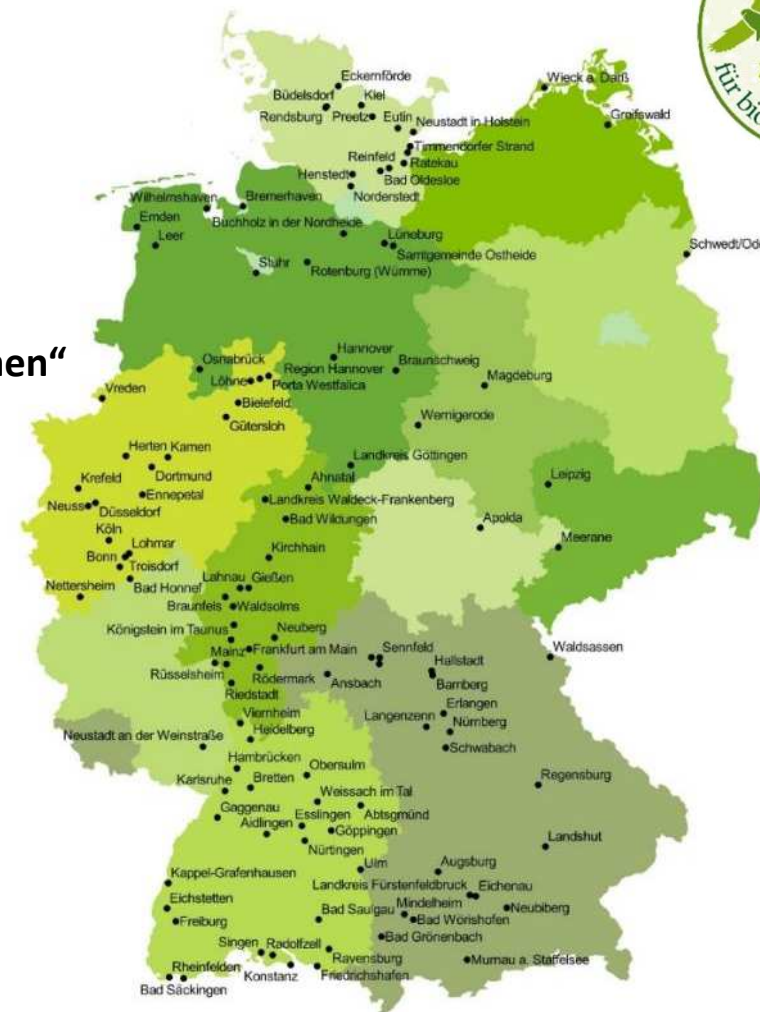 für bio
Eckernförde
Büdelsdorf
Kiel
Rendsburg
Preetz
Eutin
Neustadt in Holstein
Wieck a. Darß
Greifswald
Timmendorfer Strand
Reinfeld
Ratekau
Henstedt
Bad Oldesloe
Norderstedt
Wilhelmshaven
Bremerhaven
Emden
Buchholz in der Nordheide
Leer
Lüneburg
Samtgemeinde Ostheide
Schwedt/Ode
Stuhr
Rotenburg (Wümme)
nen“
Osnabrück
Hannover
Region Hannover
Braunschweig
Löhne
Porta Westfalica
Magdeburg
Vreden
Bielefeld
Gütersloh
Wernigerode
Herten
Kamen
Landkreis Göttingen
Krefeld
Dortmund
Ahnatal
Leipzig
Ennepetal
Landkreis Waldeck-Frankenberg
Neuss
Düsseldorf
Bad Wildungen
Apolda
Köln
Lohmar
Meerane
Bonn
Troisdorf
Kirchhain
Nettersheim
Bad Honnef
Lahnau
Gießen
Braunfels
Waldsolms
Königstein im Taunus
Neuberg
Mainz
Frankfurt am Main
Sennfeld
Waldsassen
Rüsselsheim
Rödermark
Ansbach
Hallstadt
Bamberg
Riedstadt
Erlangen
Viernheim
Langenzenn
Nürnberg
Neustadt an der Weinstraße
Heidelberg
Schwabach
Hambrücken
Obersulm
Karlsruhe
Bretten
Regensburg
Weissach im Tal
Gaggenau
Esslingen
Abtsgmünd
Aidlingen
Göppingen
Nürtingen
Landshut
Ulm
Augsburg
Kappel-Grafenhausen
Landkreis Fürstenfeldbruck
Eichenau
Eichstetten
Bad Saulgau
Mindelheim
Neubiberg
Freiburg
Bad Wörishofen
Singen
Radolfzell
Bad Grönenbach
Ravensburg
Murnau a. Staffelsee
Rheinfelden
Konstanz
Friedrichshafen
Bad Säckingen